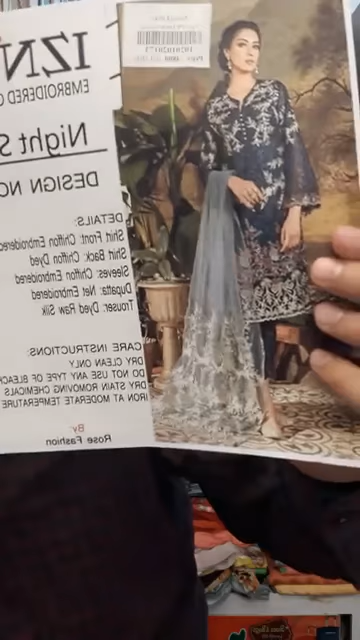 IZN
EMBROIDERED C
Night S
DESIGN NO
DETAILS:
Shirt Front: Chiffon Embroidered
Shirt Back: Chiffon Dyed
Sleeves: Chiffon Embroidered
Dupatta: Net Embroidered
Trouser: Dyed Raw Silk
CARE INSTRUCTIONS:
DRY CLEAN ONLY
DO NOT USE ANY TYPE OF BLEACH
DRY STAIN ROMOVING CHEMICALS
IRON AT MODERATE TEMPERATURE
By:
Rose Fashion